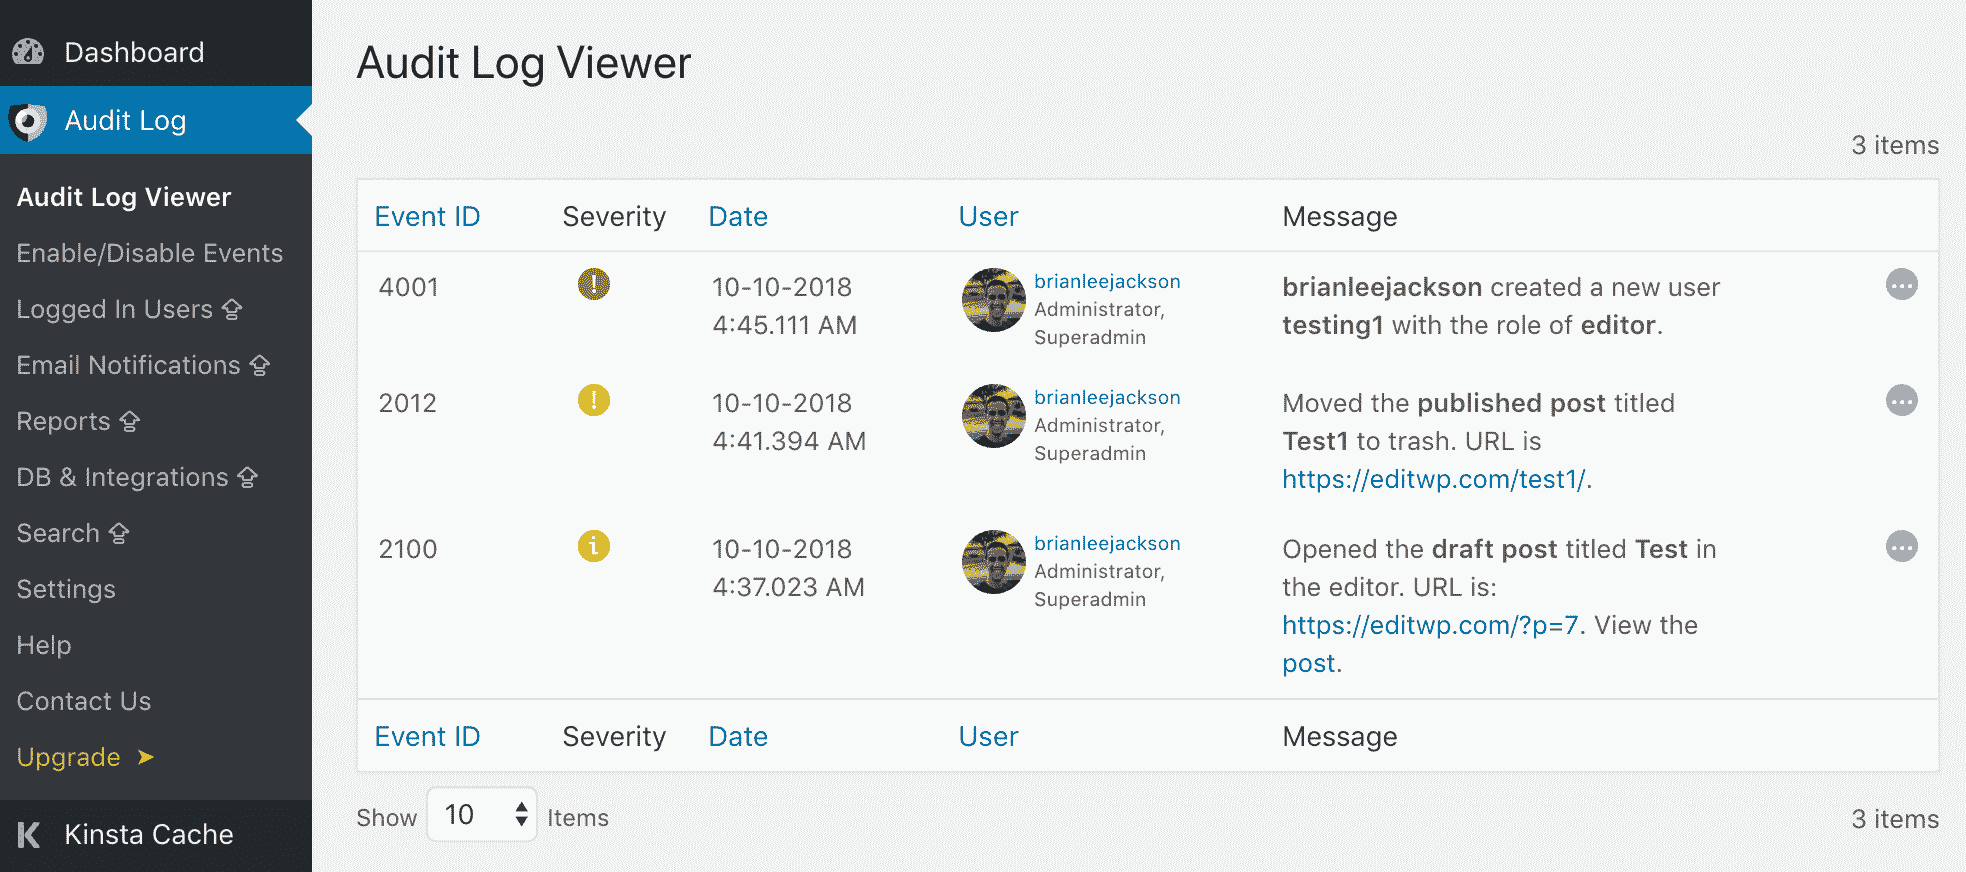 Dashboard
Audit Log
Audit Log Viewer
Enable/Disable Events
Logged In Users
Email Notifications
Reports
DB & Integrations
Search
Settings
Help
Contact Us
Upgrade
Kinsta Cache
Audit Log Viewer
3 items
Event ID Severity Date User Message
4001 10-10-2018 brianleejackson brianleejackson created a new user
4:45.111 AM Administrator, testing1 with the role of editor.
Superadmin
2012 10-10-2018 brianleejackson Moved the published post titled
4:41.394 AM Administrator, Test1 to trash. URL is
Superadmin https://editwp.com/test1/.
2100 10-10-2018 brianleejackson Opened the draft post titled Test in
4:37.023 AM Administrator, the editor. URL is:
Superadmin https://editwp.com/?p=7. View the
post.
Event ID Severity Date User Message
Show 10 Items 3 items